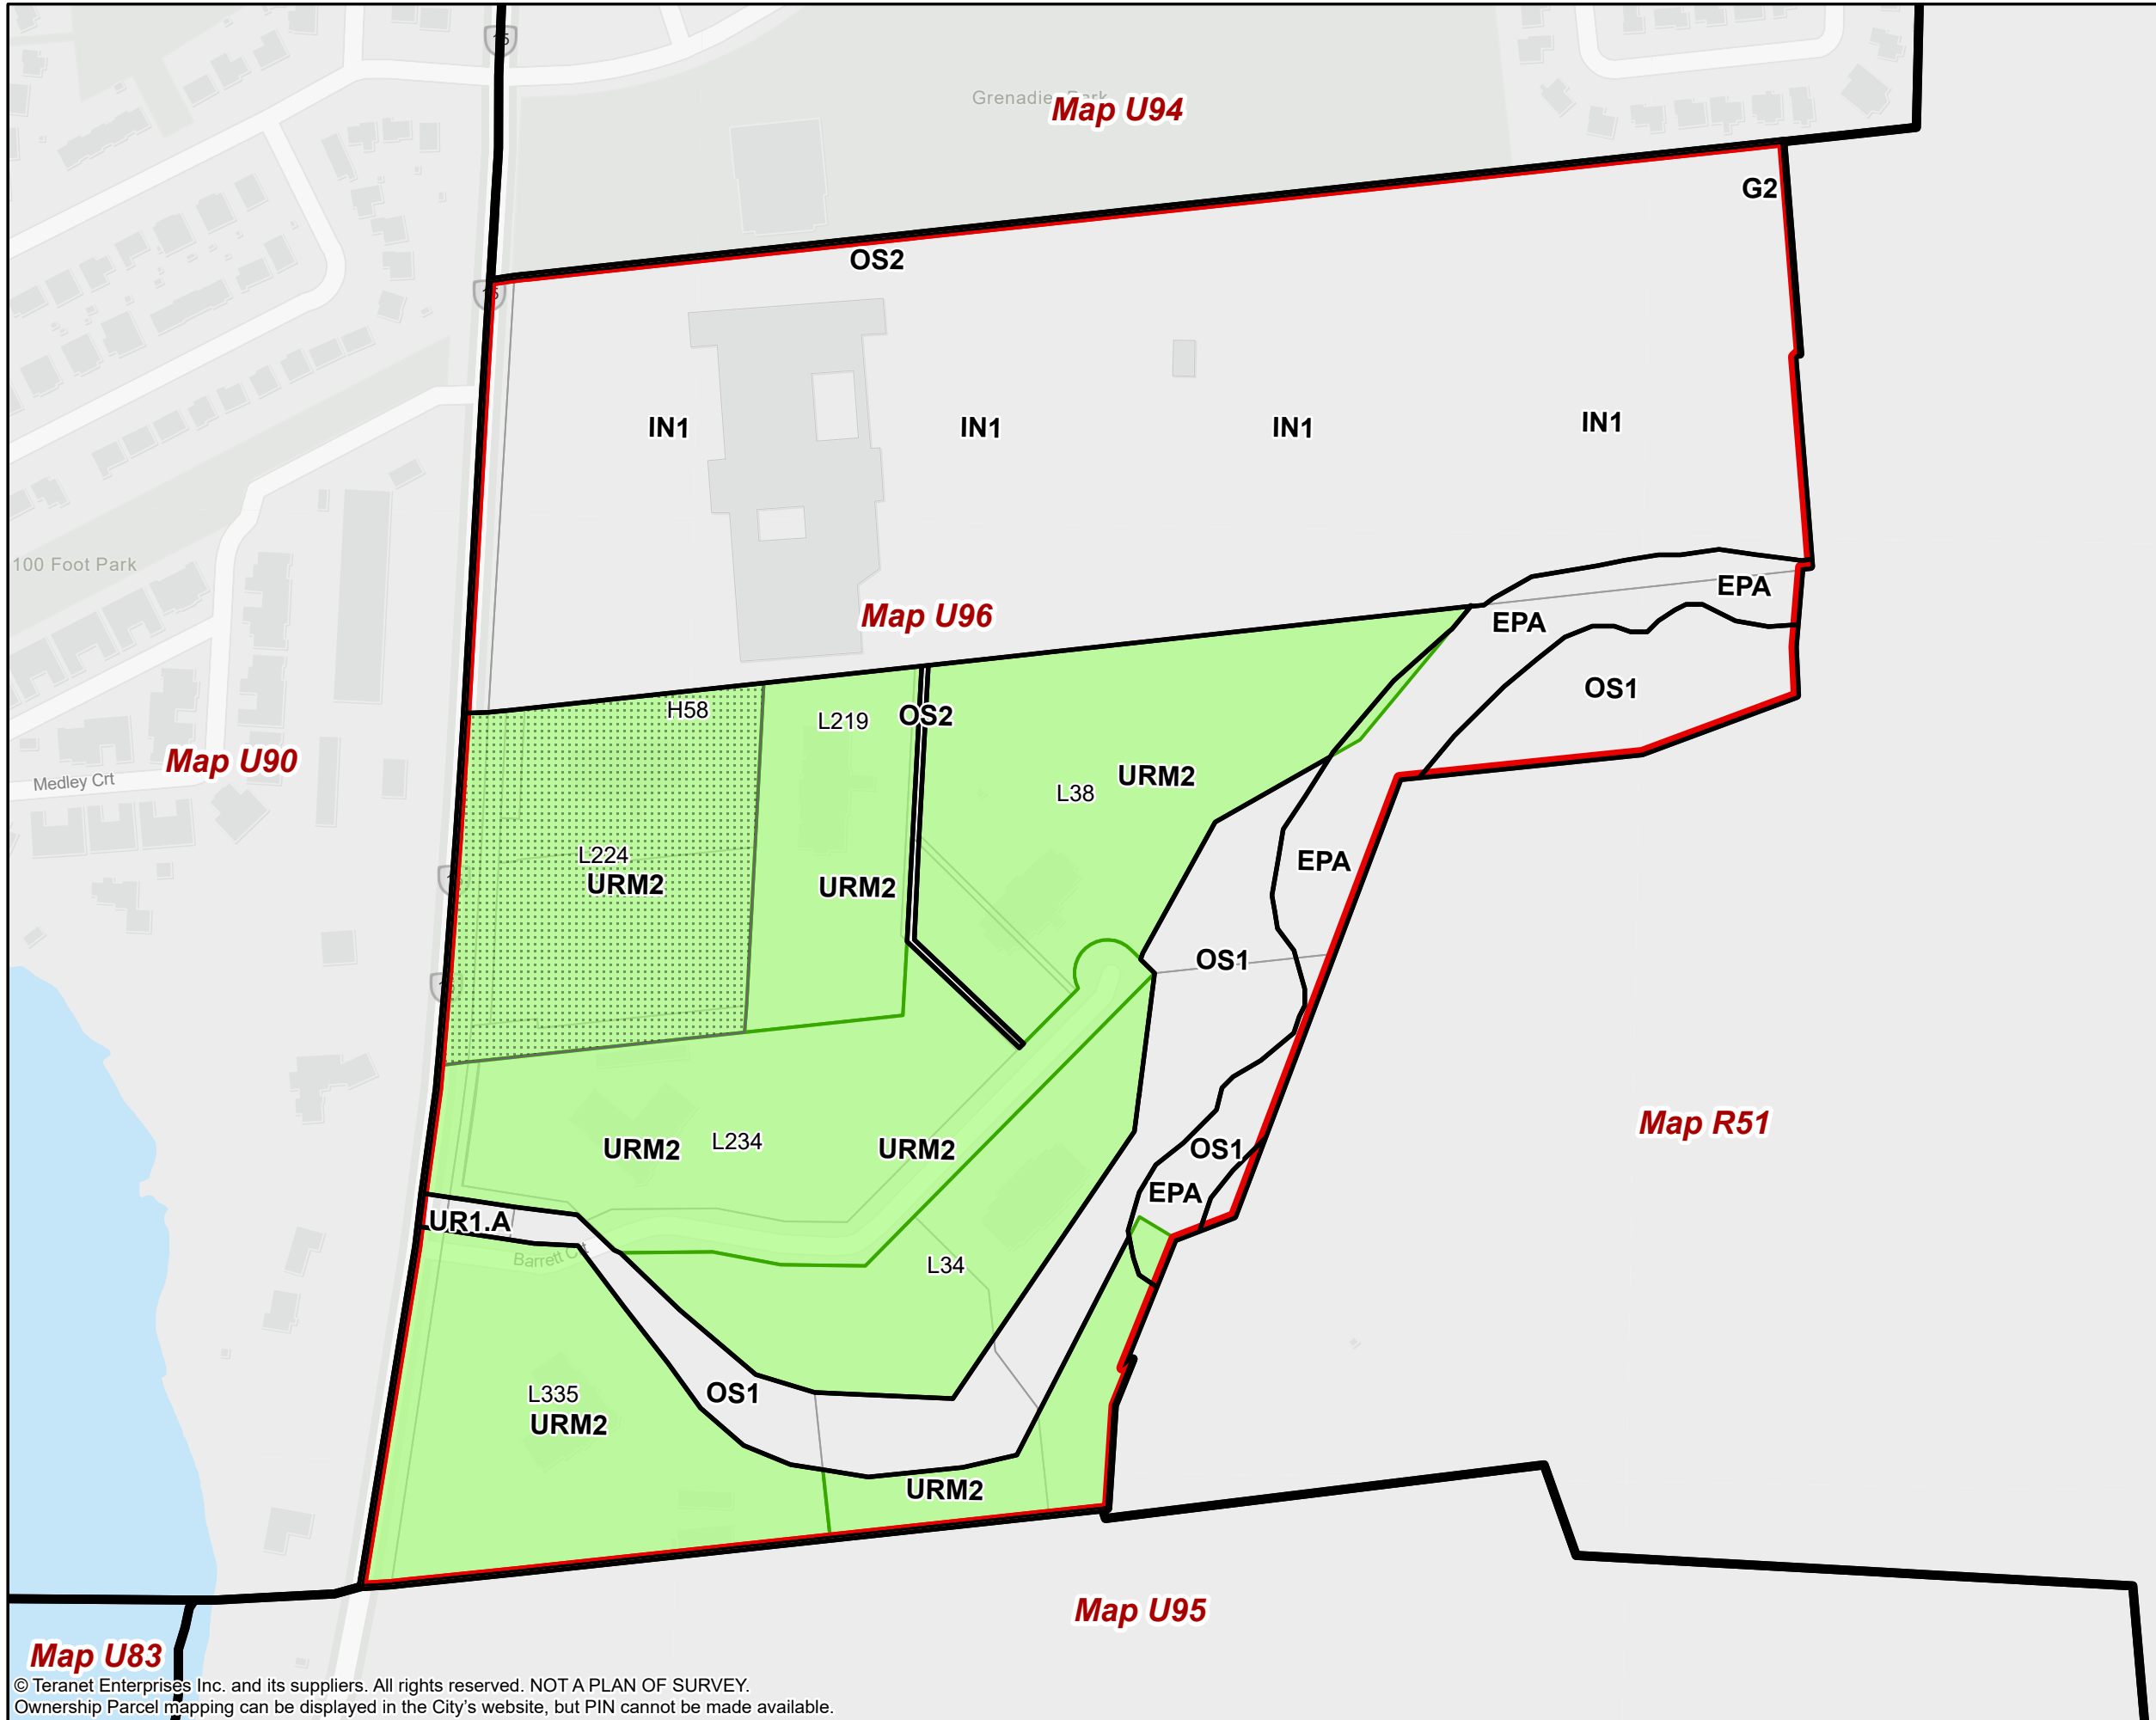 15
Grenadier Park
Map U94
G2
OS2
15
IN1
IN1
IN1
IN1
100 Foot Park
EPA
Map U96
EPA
OS1
H58
L219
OS2
Map U90
Medley Crt
URM2
L38
L224
URM2
URM2
EPA
OS1
Map R51
URM2
L234
URM2
OS1
EPA
UR1.A
Barrett Crt
L34
L335
OS1
URM2
URM2
Map U95
Map U83
© Teranet Enterprises Inc. and its suppliers. All rights reserved. NOT A PLAN OF SURVEY.
Ownership Parcel mapping can be displayed in the City's website, but PIN cannot be made available.